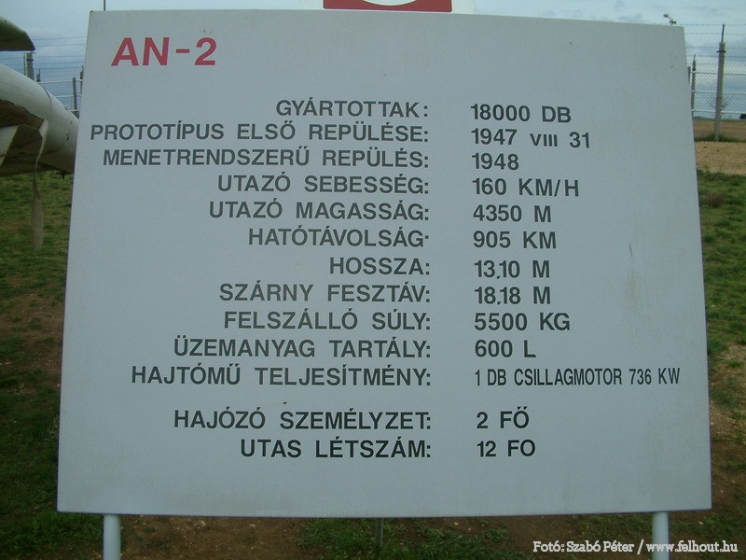 AN-2
GYÁRTOTTAK: 18000 DB
PROTOTÍPUS ELSŐ REPÜLÉSE: 1947 VIII 31
MENETRENDSZERŰ REPÜLÉS: 1948
UTAZÓ SEBESSÉG: 160 KM/H
UTAZÓ MAGASSÁG: 4350 M
HATÓTÁVOLSÁG: 905 KM
HOSSZA: 13.10 M
SZÁRNY FESZTÁV: 18.18 M
FELSZÁLLÓ SÚLY: 5500 KG
ÜZEMANYAG TARTÁLY: 600 L
HAJTÓMŰ TELJESÍTMÉNY: 1 DB CSILLAGMOTOR 736 KW
HAJÓZÓ SZEMÉLYZET: 2 FŐ
UTAS LÉTSZÁM: 12 FO
Fotó: Szabó Péter / www.felhout.hu